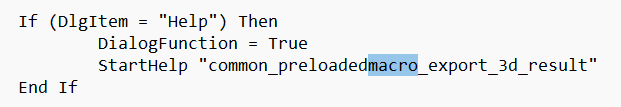 If (DlgItem = "Help") Then
        DialogFunction = True
        StartHelp "common_preloadedmacro_export_3d_result"
End If